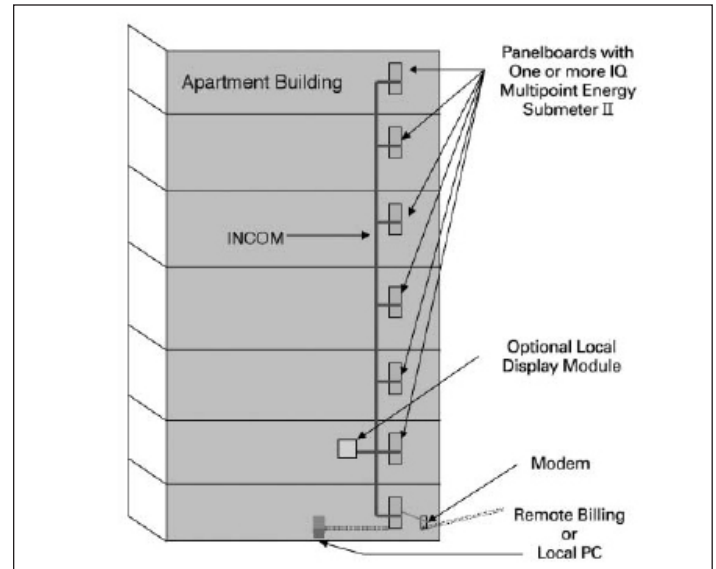 Apartment Building
Panelboards with
One or more IQ
Multipoint Energy
Submeter II
INCOM
Optional Local
Display Module
Modem
Remote Billing
or
Local PC